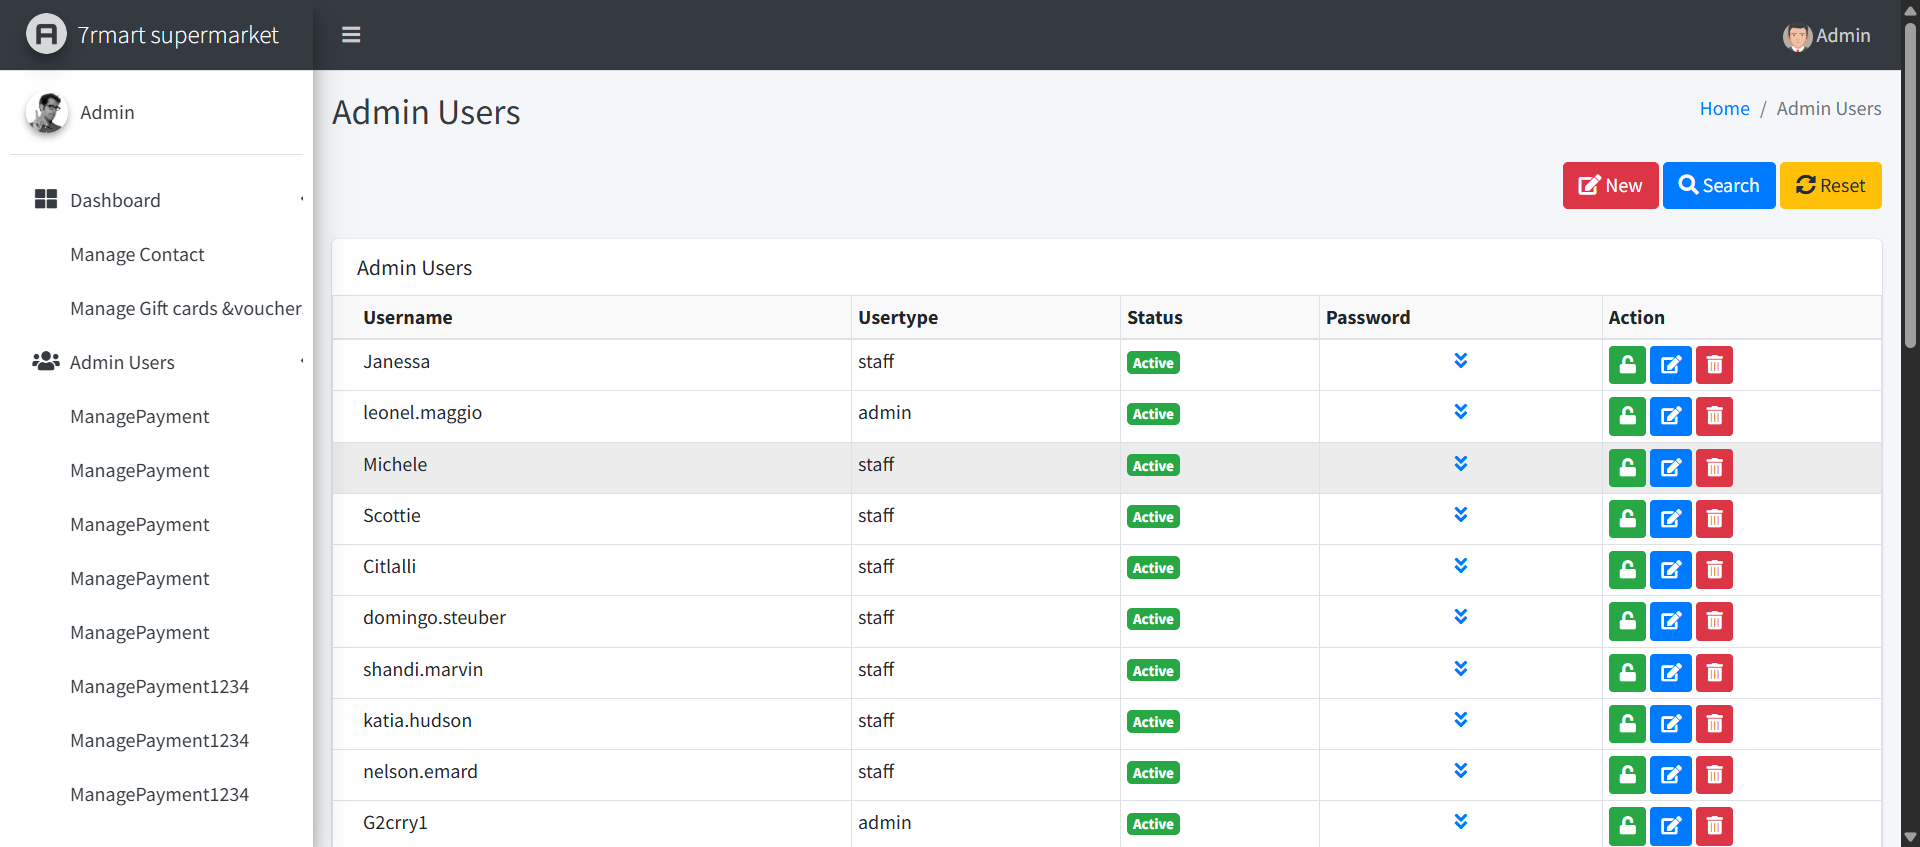 7rmart supermarket
Admin
Admin
Dashboard
Manage Contact
Manage Gift cards &voucher
Admin Users
ManagePayment
ManagePayment
ManagePayment
ManagePayment
ManagePayment
ManagePayment1234
ManagePayment1234
ManagePayment1234
Admin Users
Home / Admin Users
New Search Reset
Admin Users
Username Usertype Status Password Action
Janessa staff Active
leonel.maggio admin Active
Michele staff Active
Scottie staff Active
Citlalli staff Active
domingo.steuber staff Active
shandi.marvin staff Active
katia.hudson staff Active
nelson.emard staff Active
G2crry1 admin Active